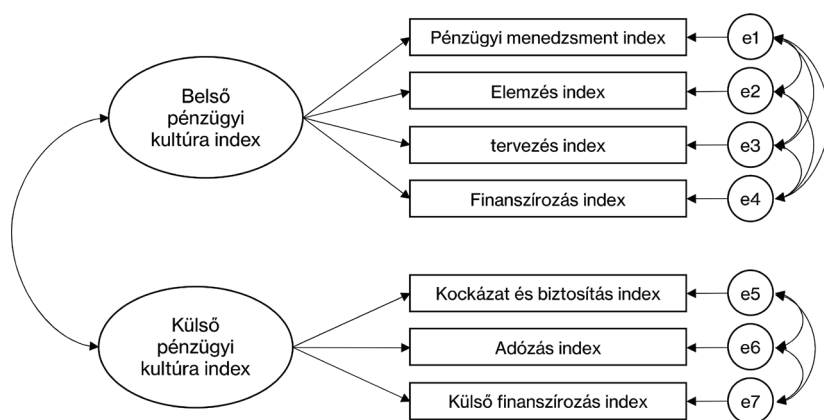 Pénzügyi menedzsment index
e1
Belső
pénzügyi
kultúra index
Elemzés index
e2
tervezés index
e3
Finanszírozás index
e4
Külső
pénzügyi
kultúra index
Kockázat és biztosítás index
e5
Adózás index
e6
Külső finanszírozás index
e7